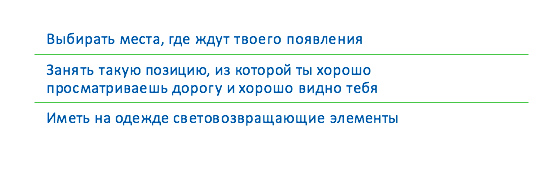 Выбирать места, где ждут твоего появления
Занять такую позицию, из которой ты хорошо
просматриваешь дорогу и хорошо видно тебя
Иметь на одежде световозвращающие элементы